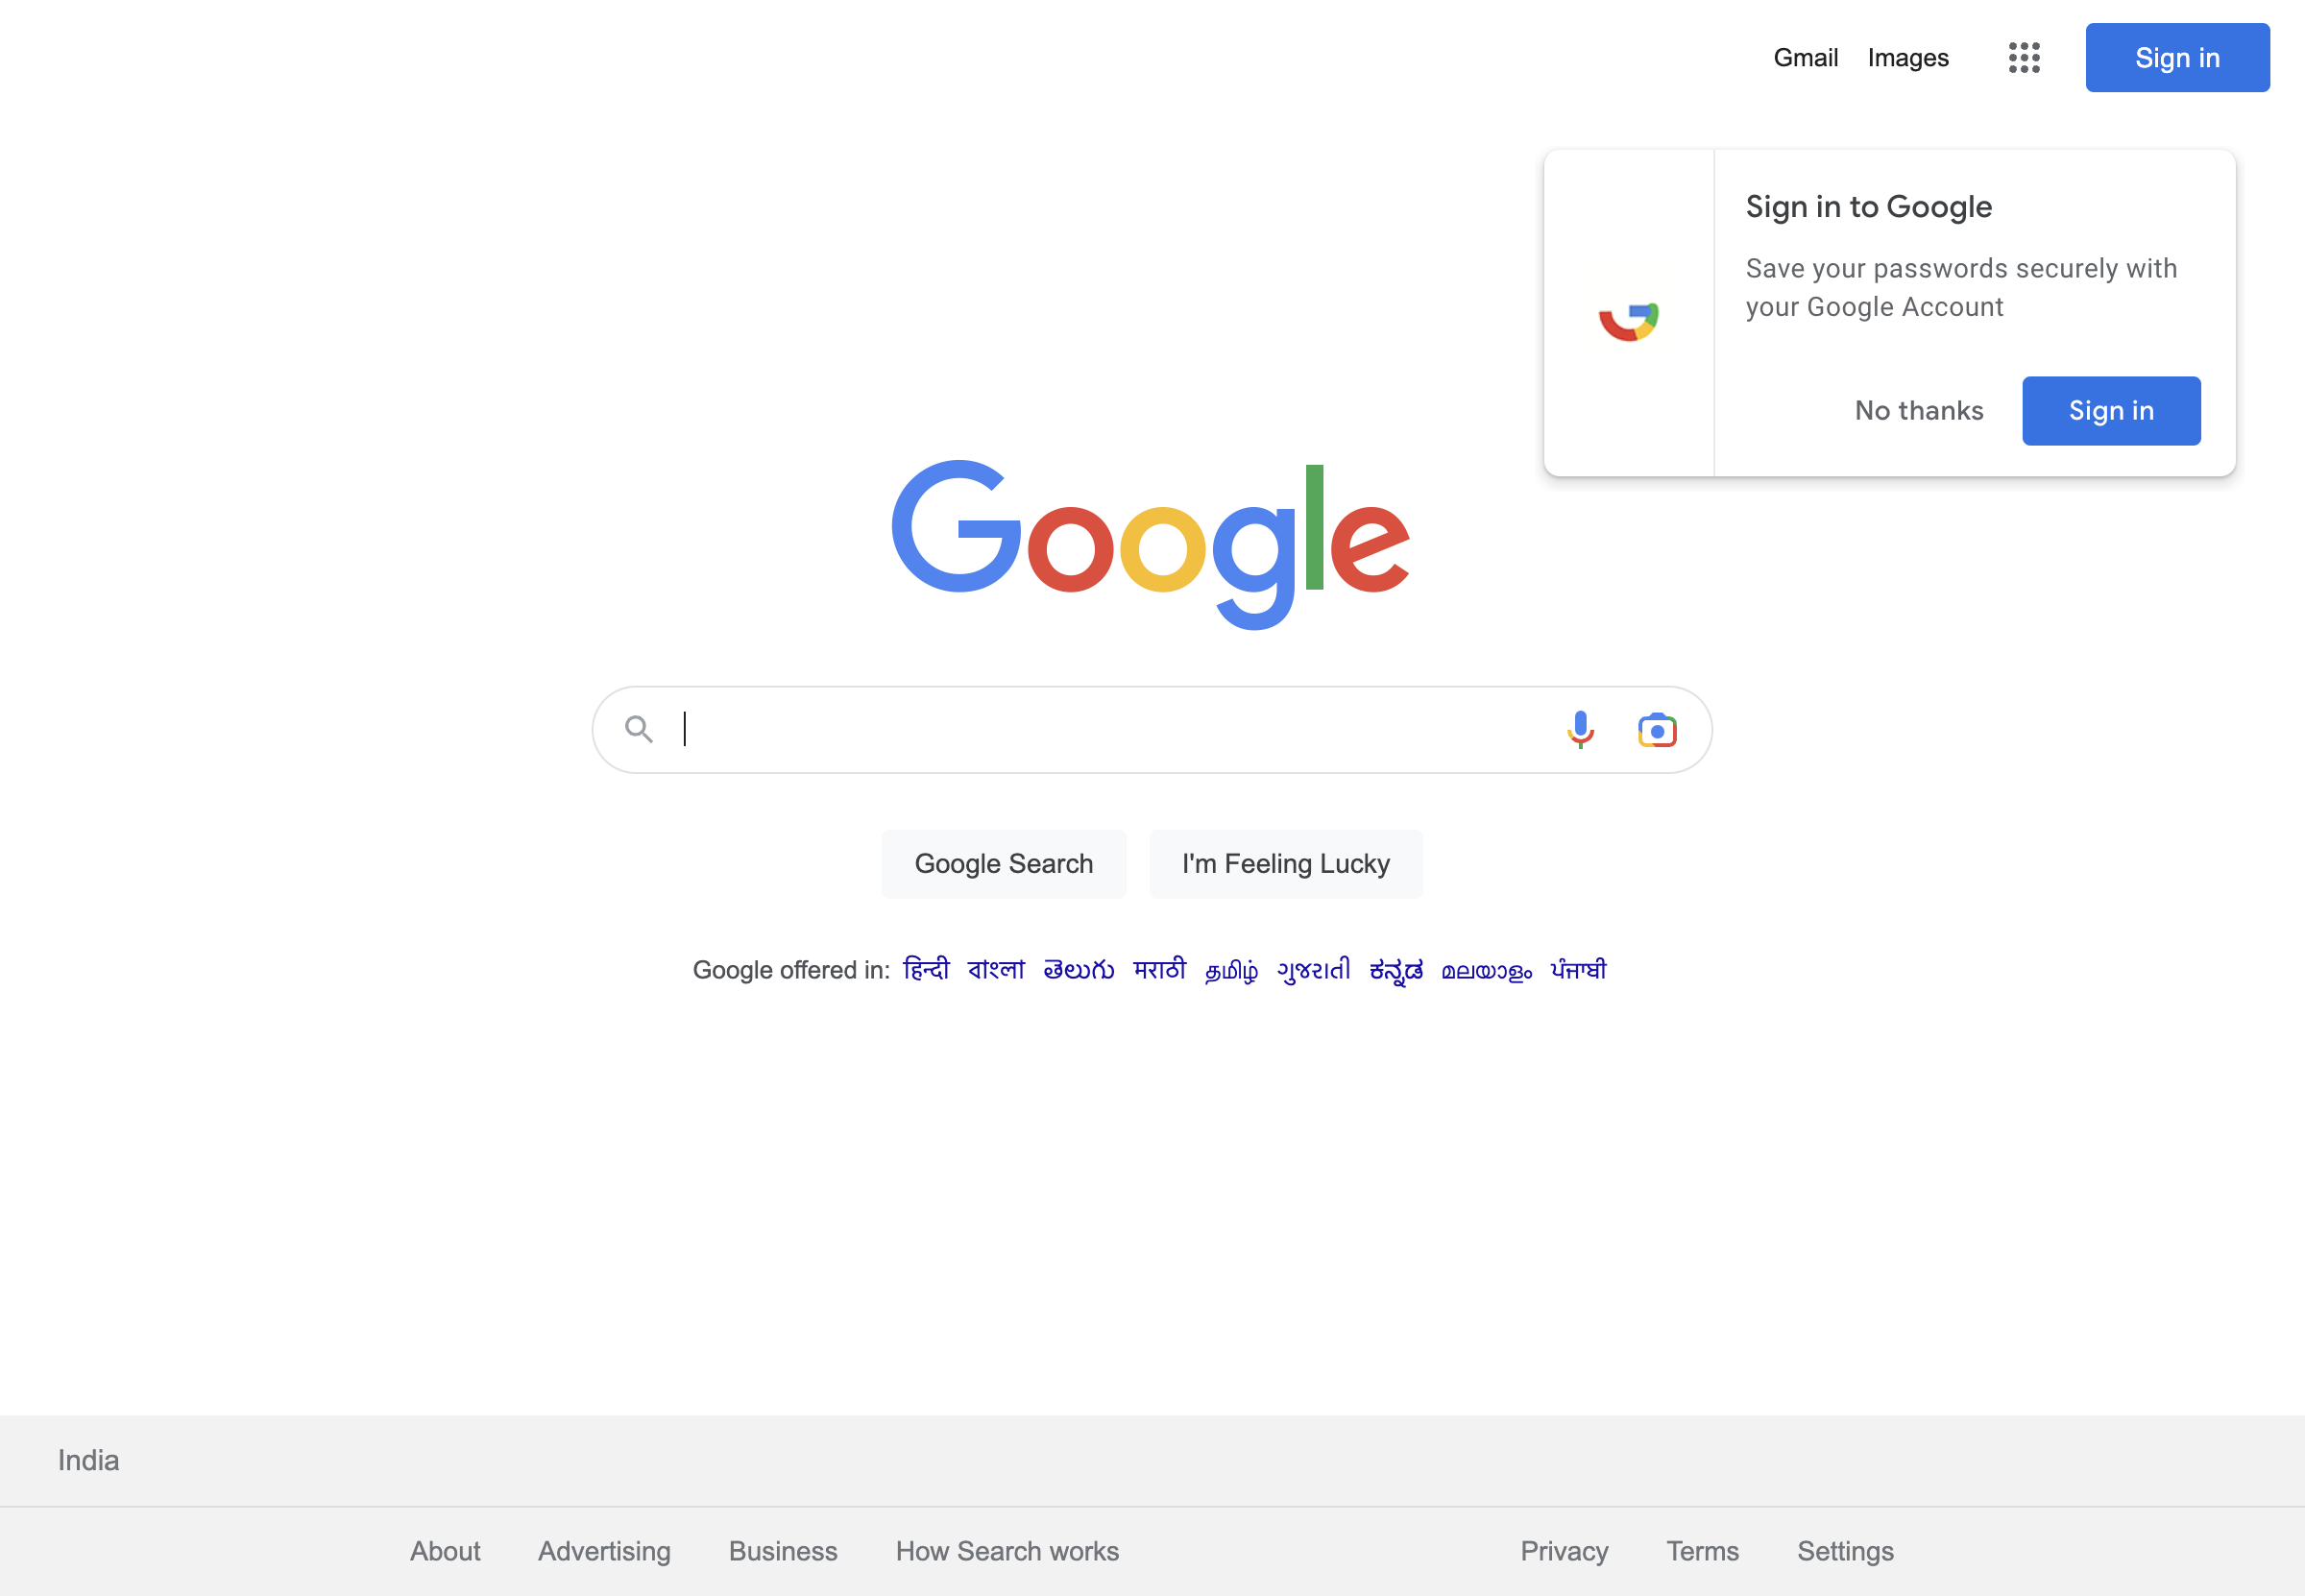 Gmail Images Sign in
Sign in to Google
Save your passwords securely with
your Google Account
No thanks Sign in
Google
Google Search I'm Feeling Lucky
Google offered in: हिन्दी বাংলা తెలుగు मराठी தமிழ் ગુજરાતી ಕನ್ನಡ മലയാളം ਪੰਜਾਬੀ
India
About Advertising Business How Search works Privacy Terms Settings